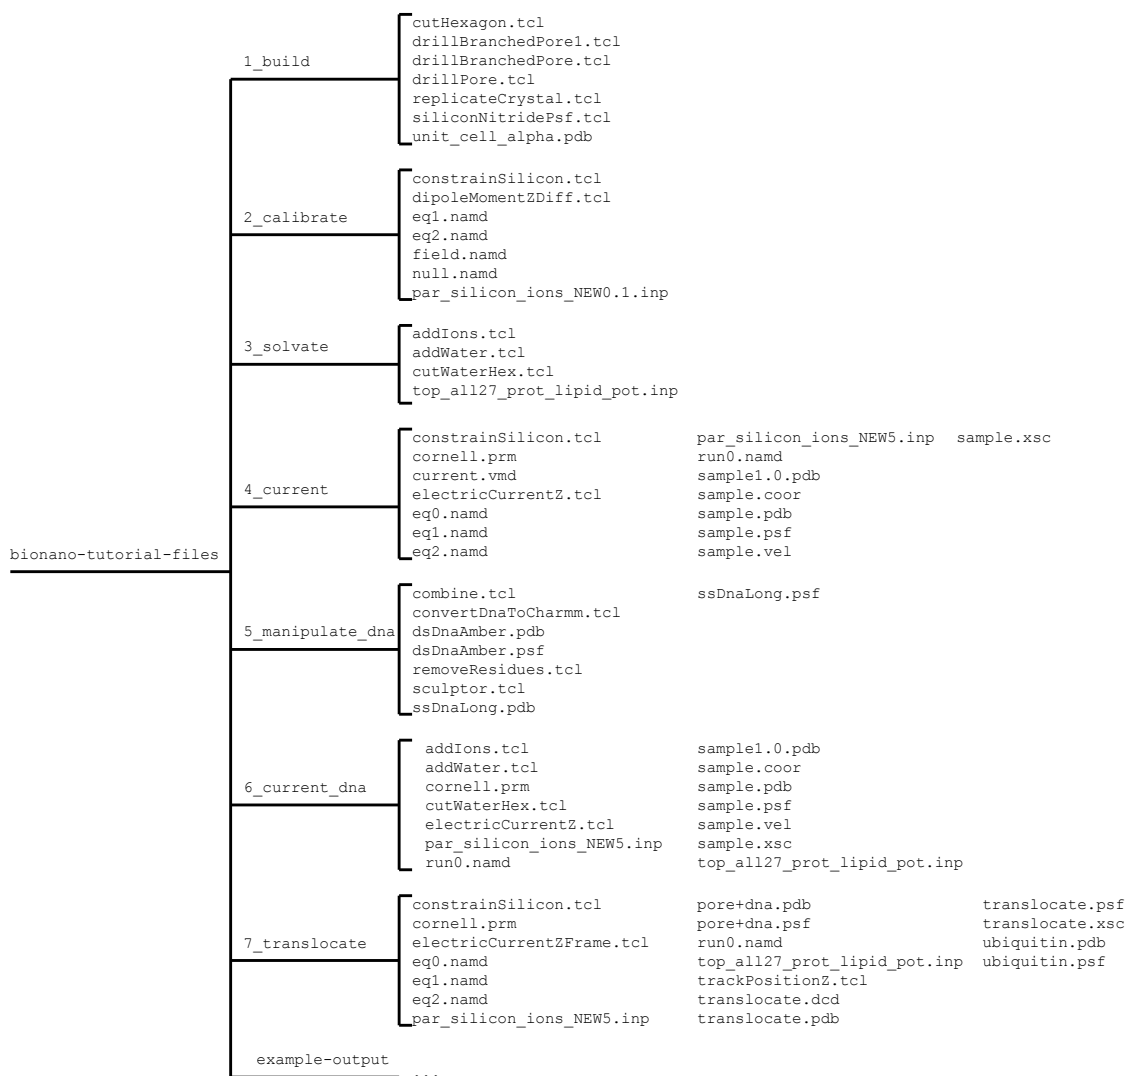 bionano-tutorial-files
1_build
cutHexagon.tcl
drillBranchedPore1.tcl
drillBranchedPore.tcl
drillPore.tcl
replicateCrystal.tcl
siliconNitridePsf.tcl
unit_cell_alpha.pdb
2_calibrate
constrainSilicon.tcl
dipoleMomentZDiff.tcl
eq1.namd
eq2.namd
field.namd
null.namd
par_silicon_ions_NEW0.1.inp
3_solvate
addIons.tcl
addWater.tcl
cutWaterHex.tcl
top_all27_prot_lipid_pot.inp
4_current
constrainSilicon.tcl
cornell.prm
current.vmd
electricCurrentZ.tcl
eq0.namd
eq1.namd
eq2.namd
par_silicon_ions_NEW5.inp
run0.namd
sample1.0.pdb
sample.coor
sample.pdb
sample.psf
sample.vel
sample.xsc
5_manipulate_dna
combine.tcl
convertDnaToCharmm.tcl
dsDnaAmber.pdb
dsDnaAmber.psf
removeResidues.tcl
sculptor.tcl
ssDnaLong.pdb
ssDnaLong.psf
6_current_dna
addIons.tcl
addWater.tcl
cornell.prm
cutWaterHex.tcl
electricCurrentZ.tcl
par_silicon_ions_NEW5.inp
run0.namd
sample1.0.pdb
sample.coor
sample.pdb
sample.psf
sample.vel
sample.xsc
top_all27_prot_lipid_pot.inp
7_translocate
constrainSilicon.tcl
cornell.prm
electricCurrentZFrame.tcl
eq0.namd
eq1.namd
eq2.namd
par_silicon_ions_NEW5.inp
pore+dna.pdb
pore+dna.psf
run0.namd
top_all27_prot_lipid_pot.inp
trackPositionZ.tcl
translocate.dcd
translocate.pdb
translocate.psf
translocate.xsc
ubiquitin.pdb
ubiquitin.psf
example-output
...